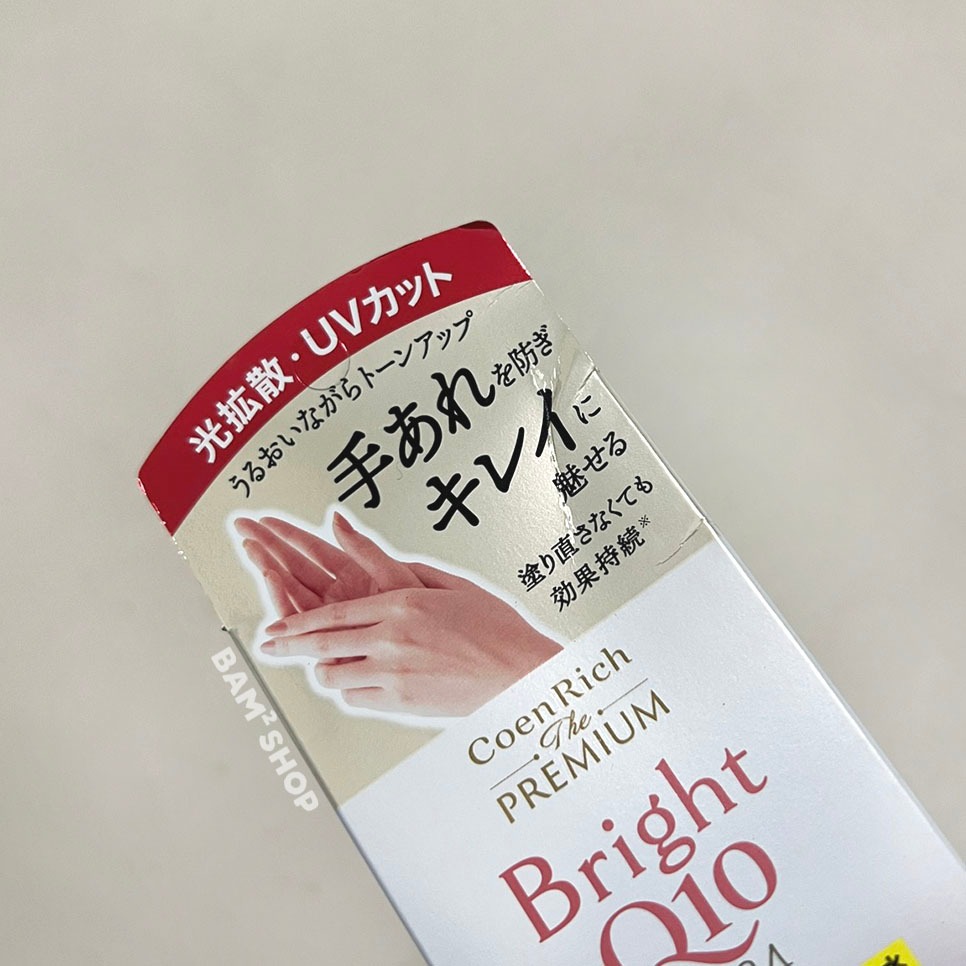 光拡散・UVカット
うるおいながらトーンアップ
手あれを防ぎ
キレイに
魅せる
塗り直さなくても
効果持続※
CoenRich
The
PREMIUM
Bright
Q10
BAM² SHOP